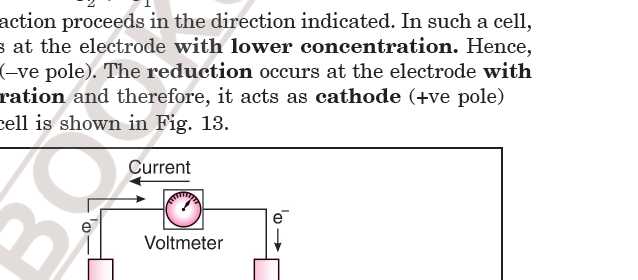 action proceeds in the direction indicated. In such a cell,
s at the electrode with lower concentration. Hence,
(–ve pole). The reduction occurs at the electrode with
ration and therefore, it acts as cathode (+ve pole)
cell is shown in Fig. 13.
Current
e–
e–
Voltmeter
BOOK